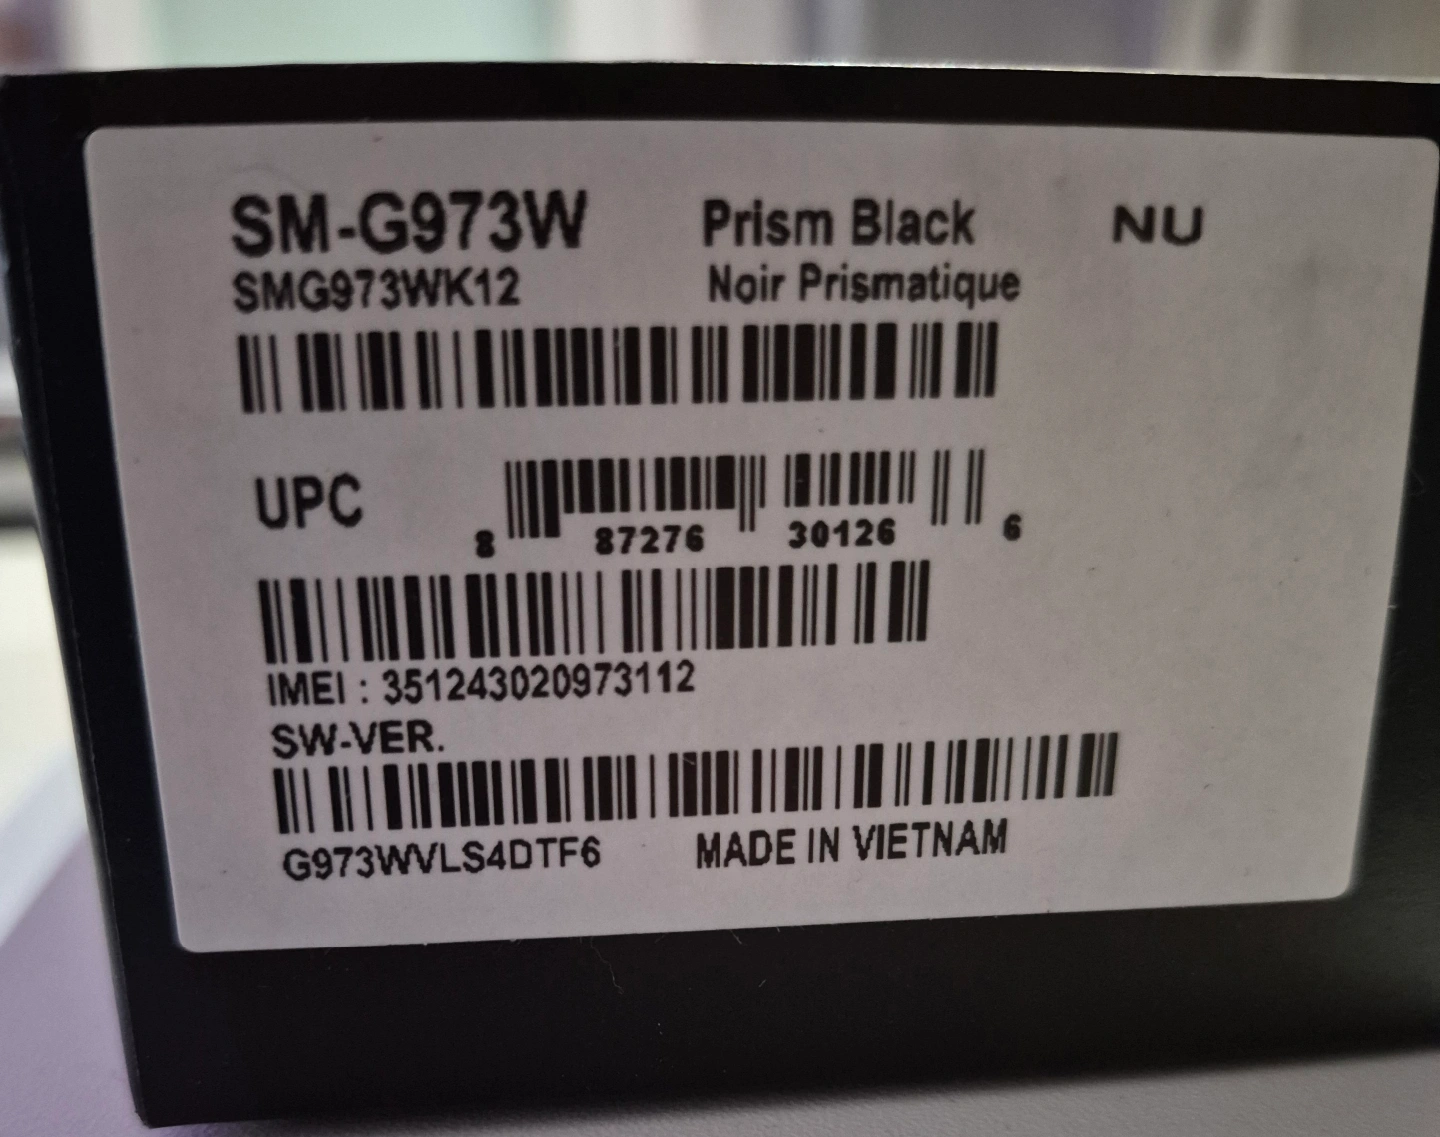 SM-G973W Prism Black NU
SMG973WK12 Noir Prismatique
UPC 8 87276 30126 6
IMEI : 351243020973112
SW-VER.
G973WVLS4DTF6 MADE IN VIETNAM